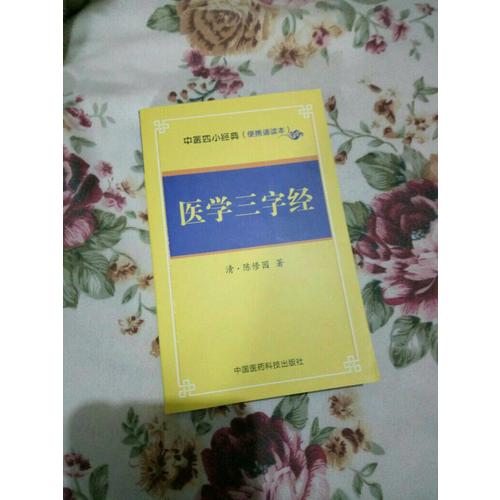 中医四小经典（便携诵读本）
医学三字经
清·陈修园 著
中国医药科技出版社